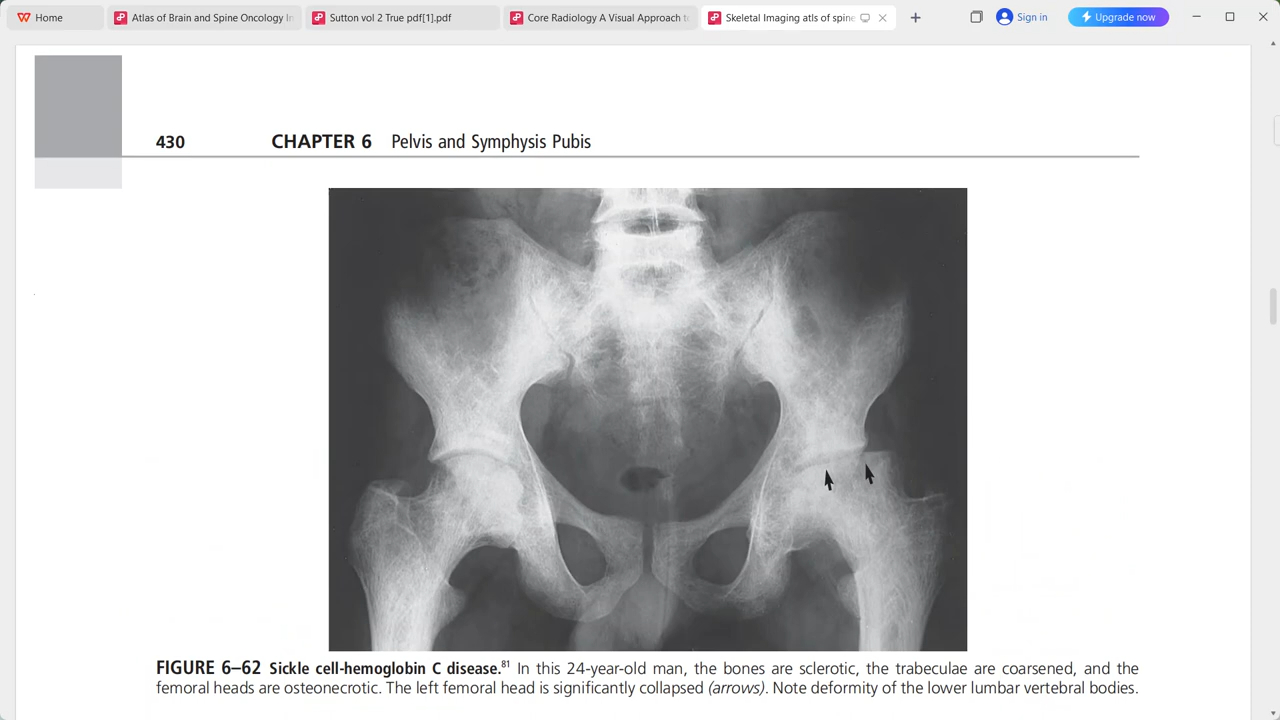 Home
Atlas of Brain and Spine Oncology In
Sutton vol 2 True pdf[1].pdf
Core Radiology A Visual Approach to
Skeletal Imaging atls of spine
Sign in
Upgrade now
430 CHAPTER 6 Pelvis and Symphysis Pubis
FIGURE 6–62 Sickle cell-hemoglobin C disease.81 In this 24-year-old man, the bones are sclerotic, the trabeculae are coarsened, and the
femoral heads are osteonecrotic. The left femoral head is significantly collapsed (arrows). Note deformity of the lower lumbar vertebral bodies.